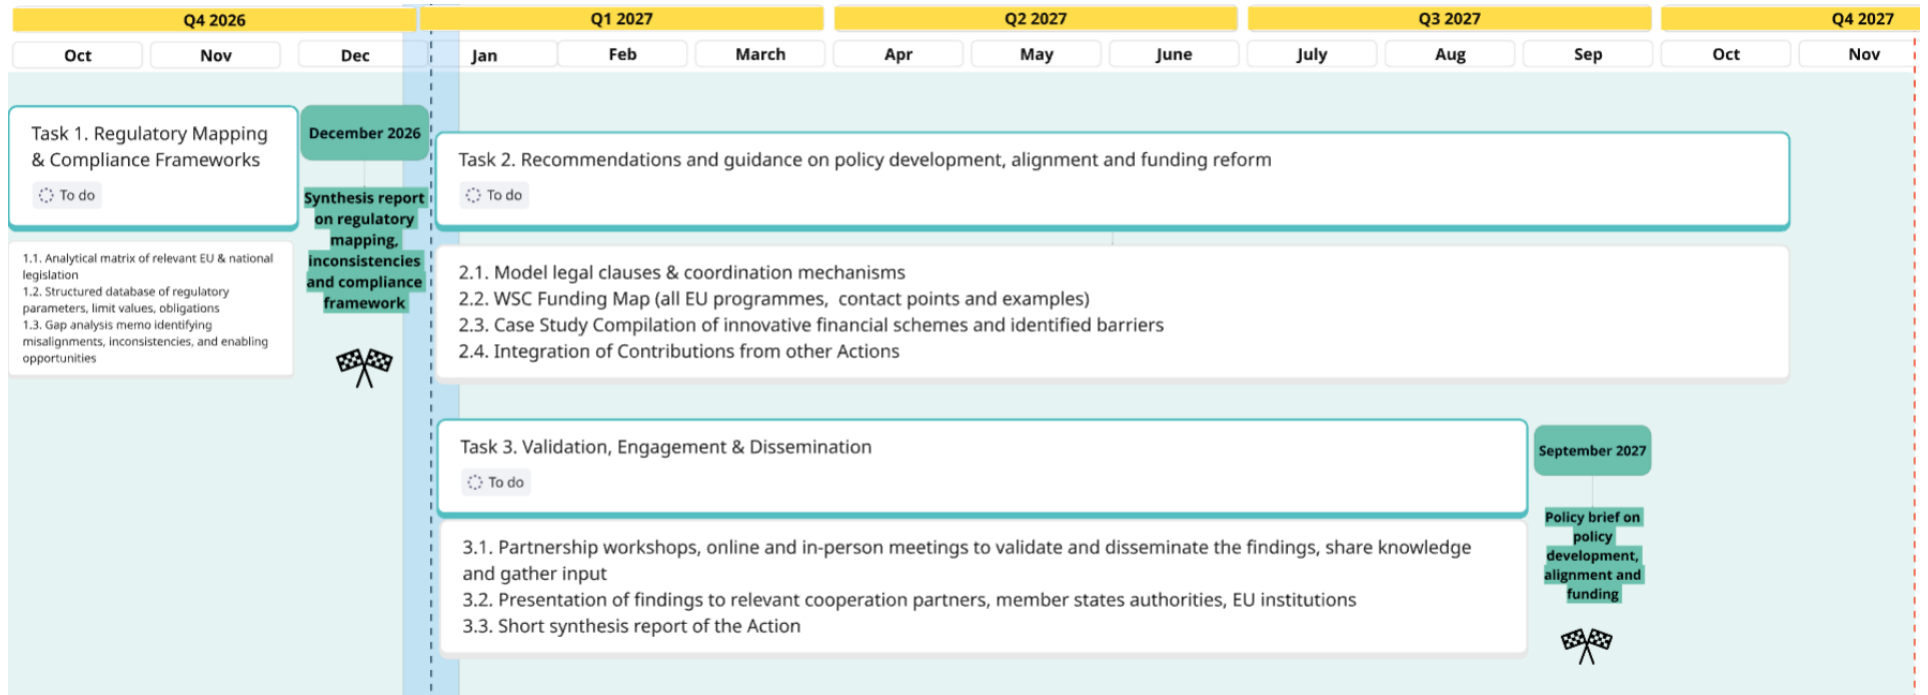 Q4 2026
Q1 2027
Q2 2027
Q3 2027
Q4 2027
Oct
Nov
Dec
Jan
Feb
March
Apr
May
June
July
Aug
Sep
Oct
Nov
Task 1. Regulatory Mapping
& Compliance Frameworks
To do
1.1. Analytical matrix of relevant EU & national
legislation
1.2. Structured database of regulatory
parameters, limit values, obligations
1.3. Gap analysis memo identifying
misalignments, inconsistencies, and enabling
opportunities
December 2026
Synthesis report
on regulatory
mapping,
inconsistencies
and compliance
framework
Task 2. Recommendations and guidance on policy development, alignment and funding reform
To do
2.1. Model legal clauses & coordination mechanisms
2.2. WSC Funding Map (all EU programmes,  contact points and examples)
2.3. Case Study Compilation of innovative financial schemes and identified barriers
2.4. Integration of Contributions from other Actions
Task 3. Validation, Engagement & Dissemination
To do
3.1. Partnership workshops, online and in-person meetings to validate and disseminate the findings, share knowledge
and gather input
3.2. Presentation of findings to relevant cooperation partners, member states authorities, EU institutions
3.3. Short synthesis report of the Action
September 2027
Policy brief on
policy
development,
alignment and
funding